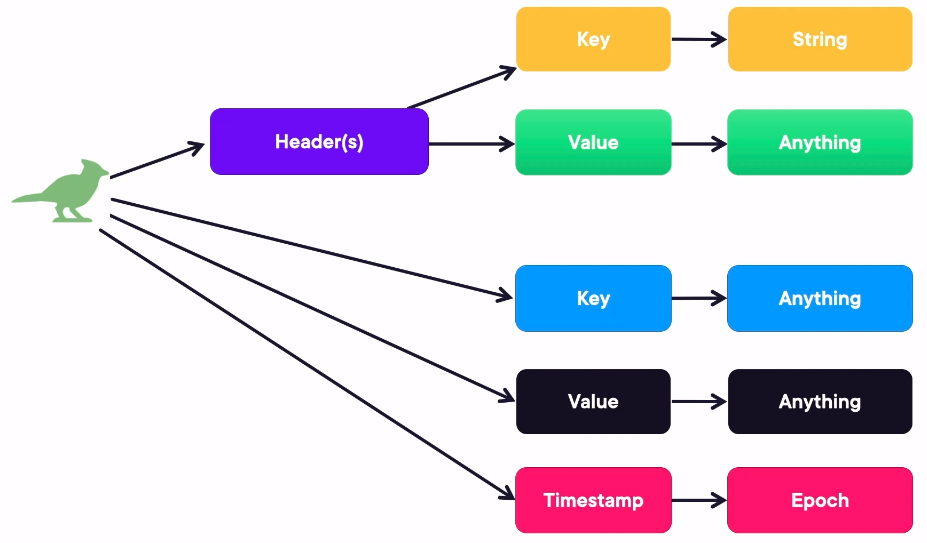 Key
String
Header(s)
Value
Anything
Key
Anything
Value
Anything
Timestamp
Epoch